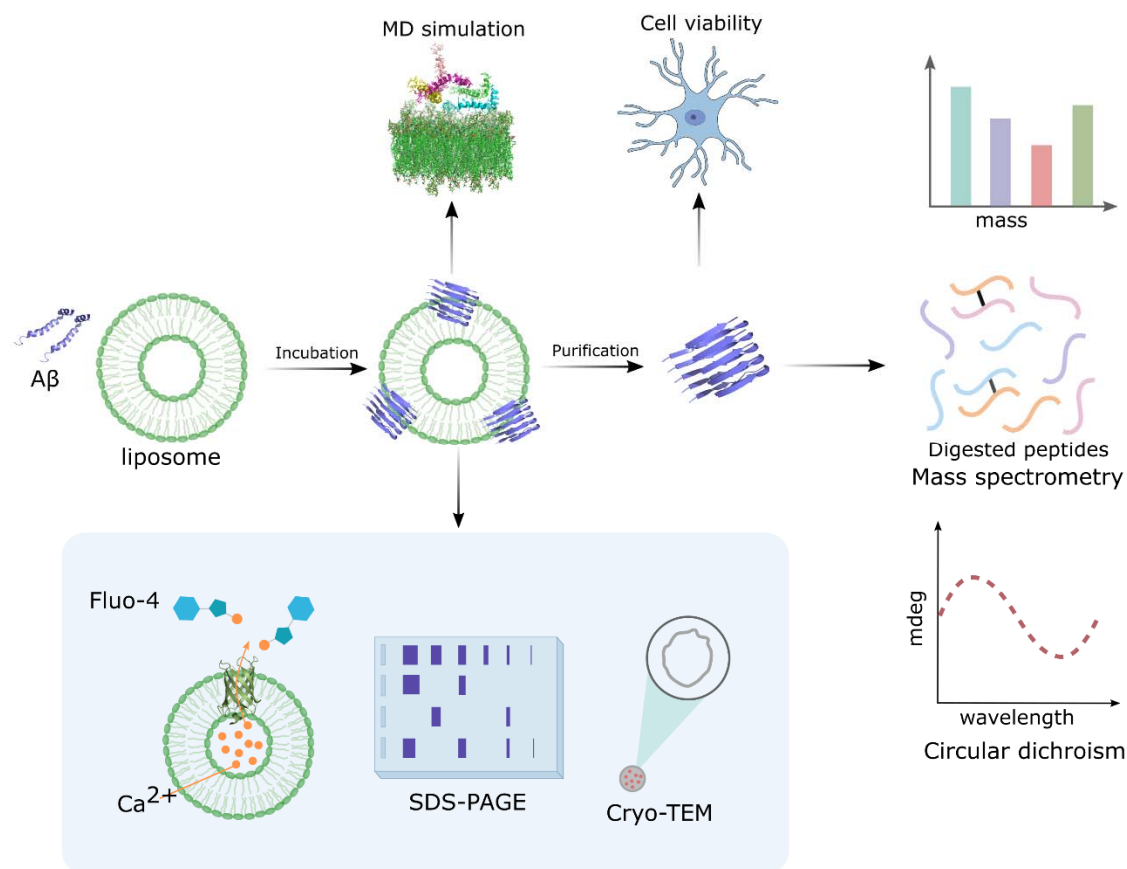 MD simulation
Cell viability
mass
Aβ
liposome
Incubation
Purification
Digested peptides
Mass spectrometry
Fluo-4
Ca2+
SDS-PAGE
Cryo-TEM
mdeg
wavelength
Circular dichroism